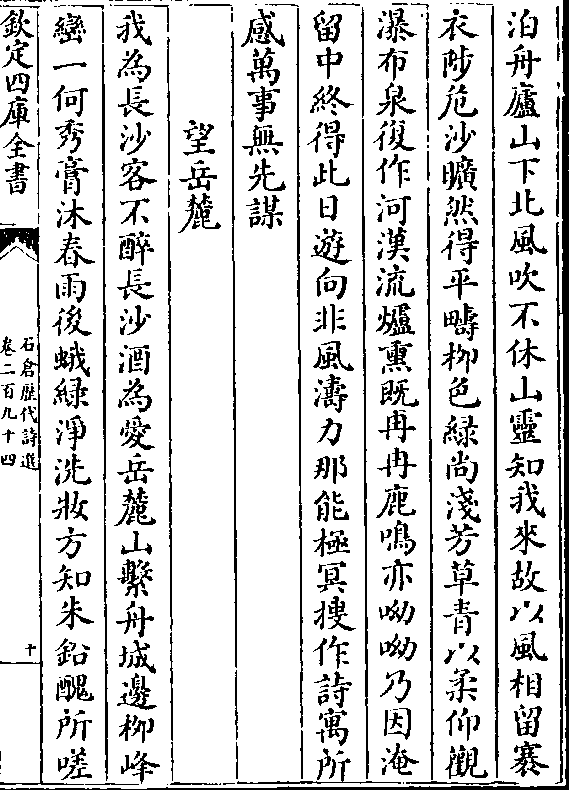 泊舟廬山下北風吹不休山靈知我來故以風相留褰
衣陟危沙曠然得平疇柳色緑尚淺芳草青以柔仰觀
瀑布泉復作河漢流爐熏既冉冉鹿鳴亦呦呦乃因淹
留中終得此日遊向非風濤力那能極冥搜作詩寓所
感萬事無先謀
望岳麓
我為長沙客不醉長沙酒為愛岳麓山繫舟城邊柳峰
巒一何秀膏沐春雨後蛾緑淨洗妝方知朱鉛醜所嗟
欽定四庫全書
石倉歴代詩選
卷二百九十四
十